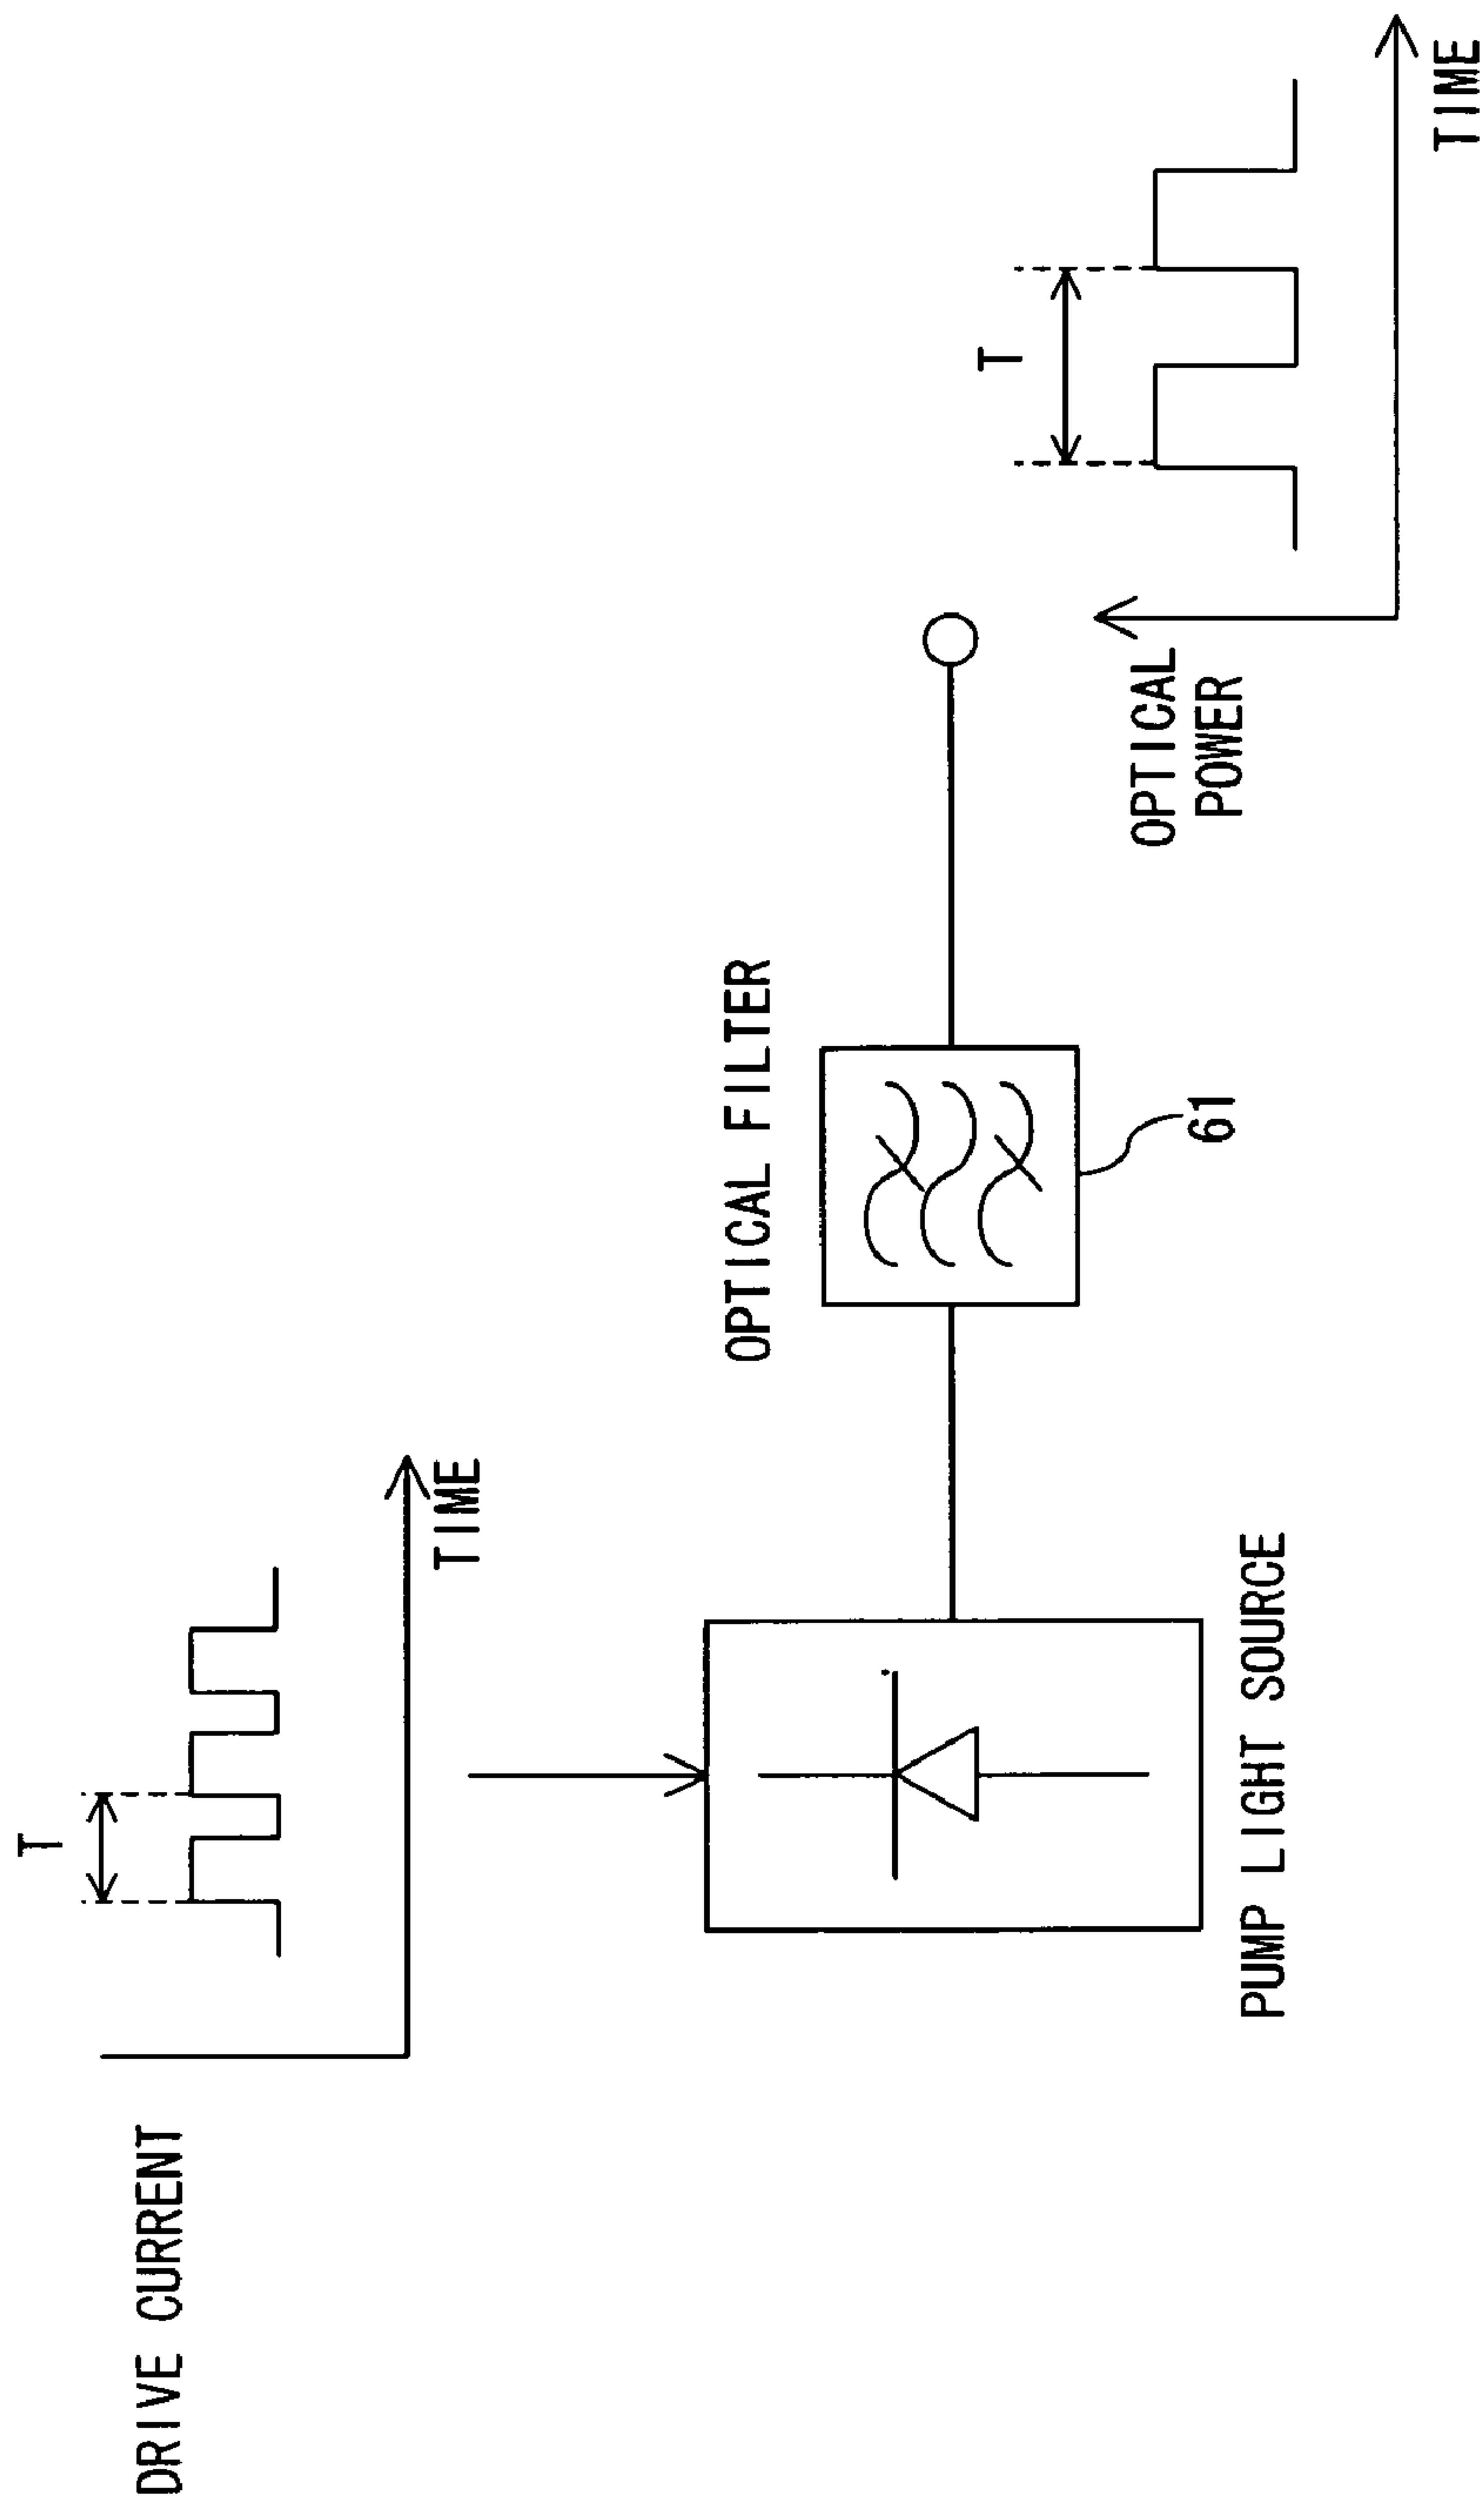 DRIVE CURRENT
T
TIME
PUMP LIGHT SOURCE
OPTICAL FILTER
61
OPTICAL
POWER
T
TIME